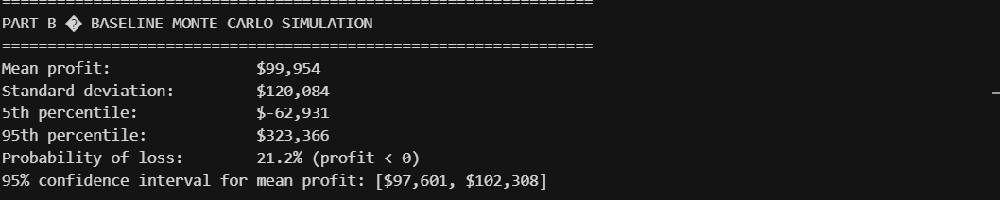 =================================================================
PART B � BASELINE MONTE CARLO SIMULATION
=================================================================
Mean profit: $99,954
Standard deviation: $120,084
5th percentile: $-62,931
95th percentile: $323,366
Probability of loss: 21.2% (profit < 0)
95% confidence interval for mean profit: [$97,601, $102,308]